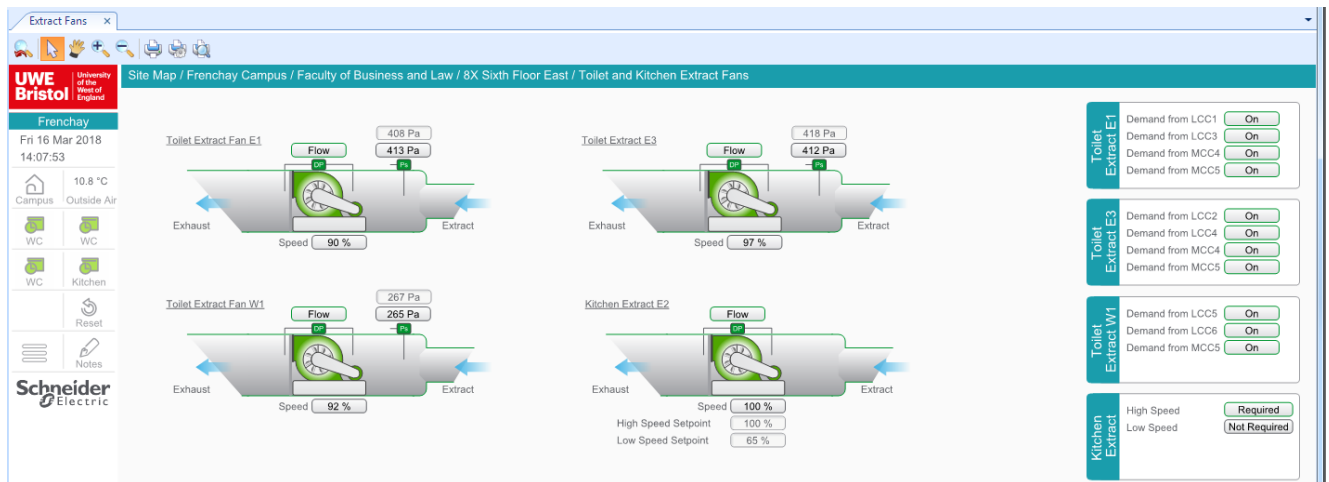 Extract Fans ×
UWE Bristol
University of the West of England
Site Map / Frenchay Campus / Faculty of Business and Law / 8X Sixth Floor East / Toilet and Kitchen Extract Fans
Frenchay
Fri 16 Mar 2018
14:07:53
10.8 °C
Campus
Outside Air
WC
WC
WC
Kitchen
Reset
Notes
Schneider
Electric
Toilet Extract Fan E1
408 Pa
Flow
413 Pa
DP
Ps
Exhaust
Extract
Speed 90 %
Toilet Extract E3
418 Pa
Flow
412 Pa
DP
Ps
Exhaust
Extract
Speed 97 %
Toilet Extract Fan W1
267 Pa
Flow
265 Pa
DP
Ps
Exhaust
Extract
Speed 92 %
Kitchen Extract E2
Flow
DP
Exhaust
Extract
Speed 100 %
High Speed Setpoint 100 %
Low Speed Setpoint 65 %
Toilet
Extract E1
Demand from LCC1 On
Demand from LCC3 On
Demand from MCC4 On
Demand from MCC5 On
Toilet
Extract E3
Demand from LCC2 On
Demand from LCC4 On
Demand from MCC4 On
Demand from MCC5 On
Toilet
Extract W1
Demand from LCC5 On
Demand from LCC6 On
Demand from MCC5 On
Kitchen
Extract
High Speed Required
Low Speed Not Required